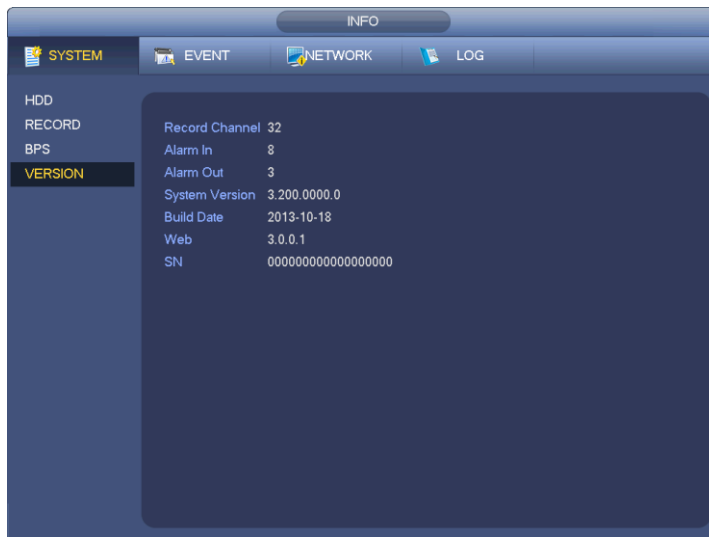 INFO
SYSTEM EVENT NETWORK LOG
HDD
RECORD
BPS
VERSION
Record Channel 32
Alarm In 8
Alarm Out 3
System Version 3.200.0000.0
Build Date 2013-10-18
Web 3.0.0.1
SN 000000000000000000